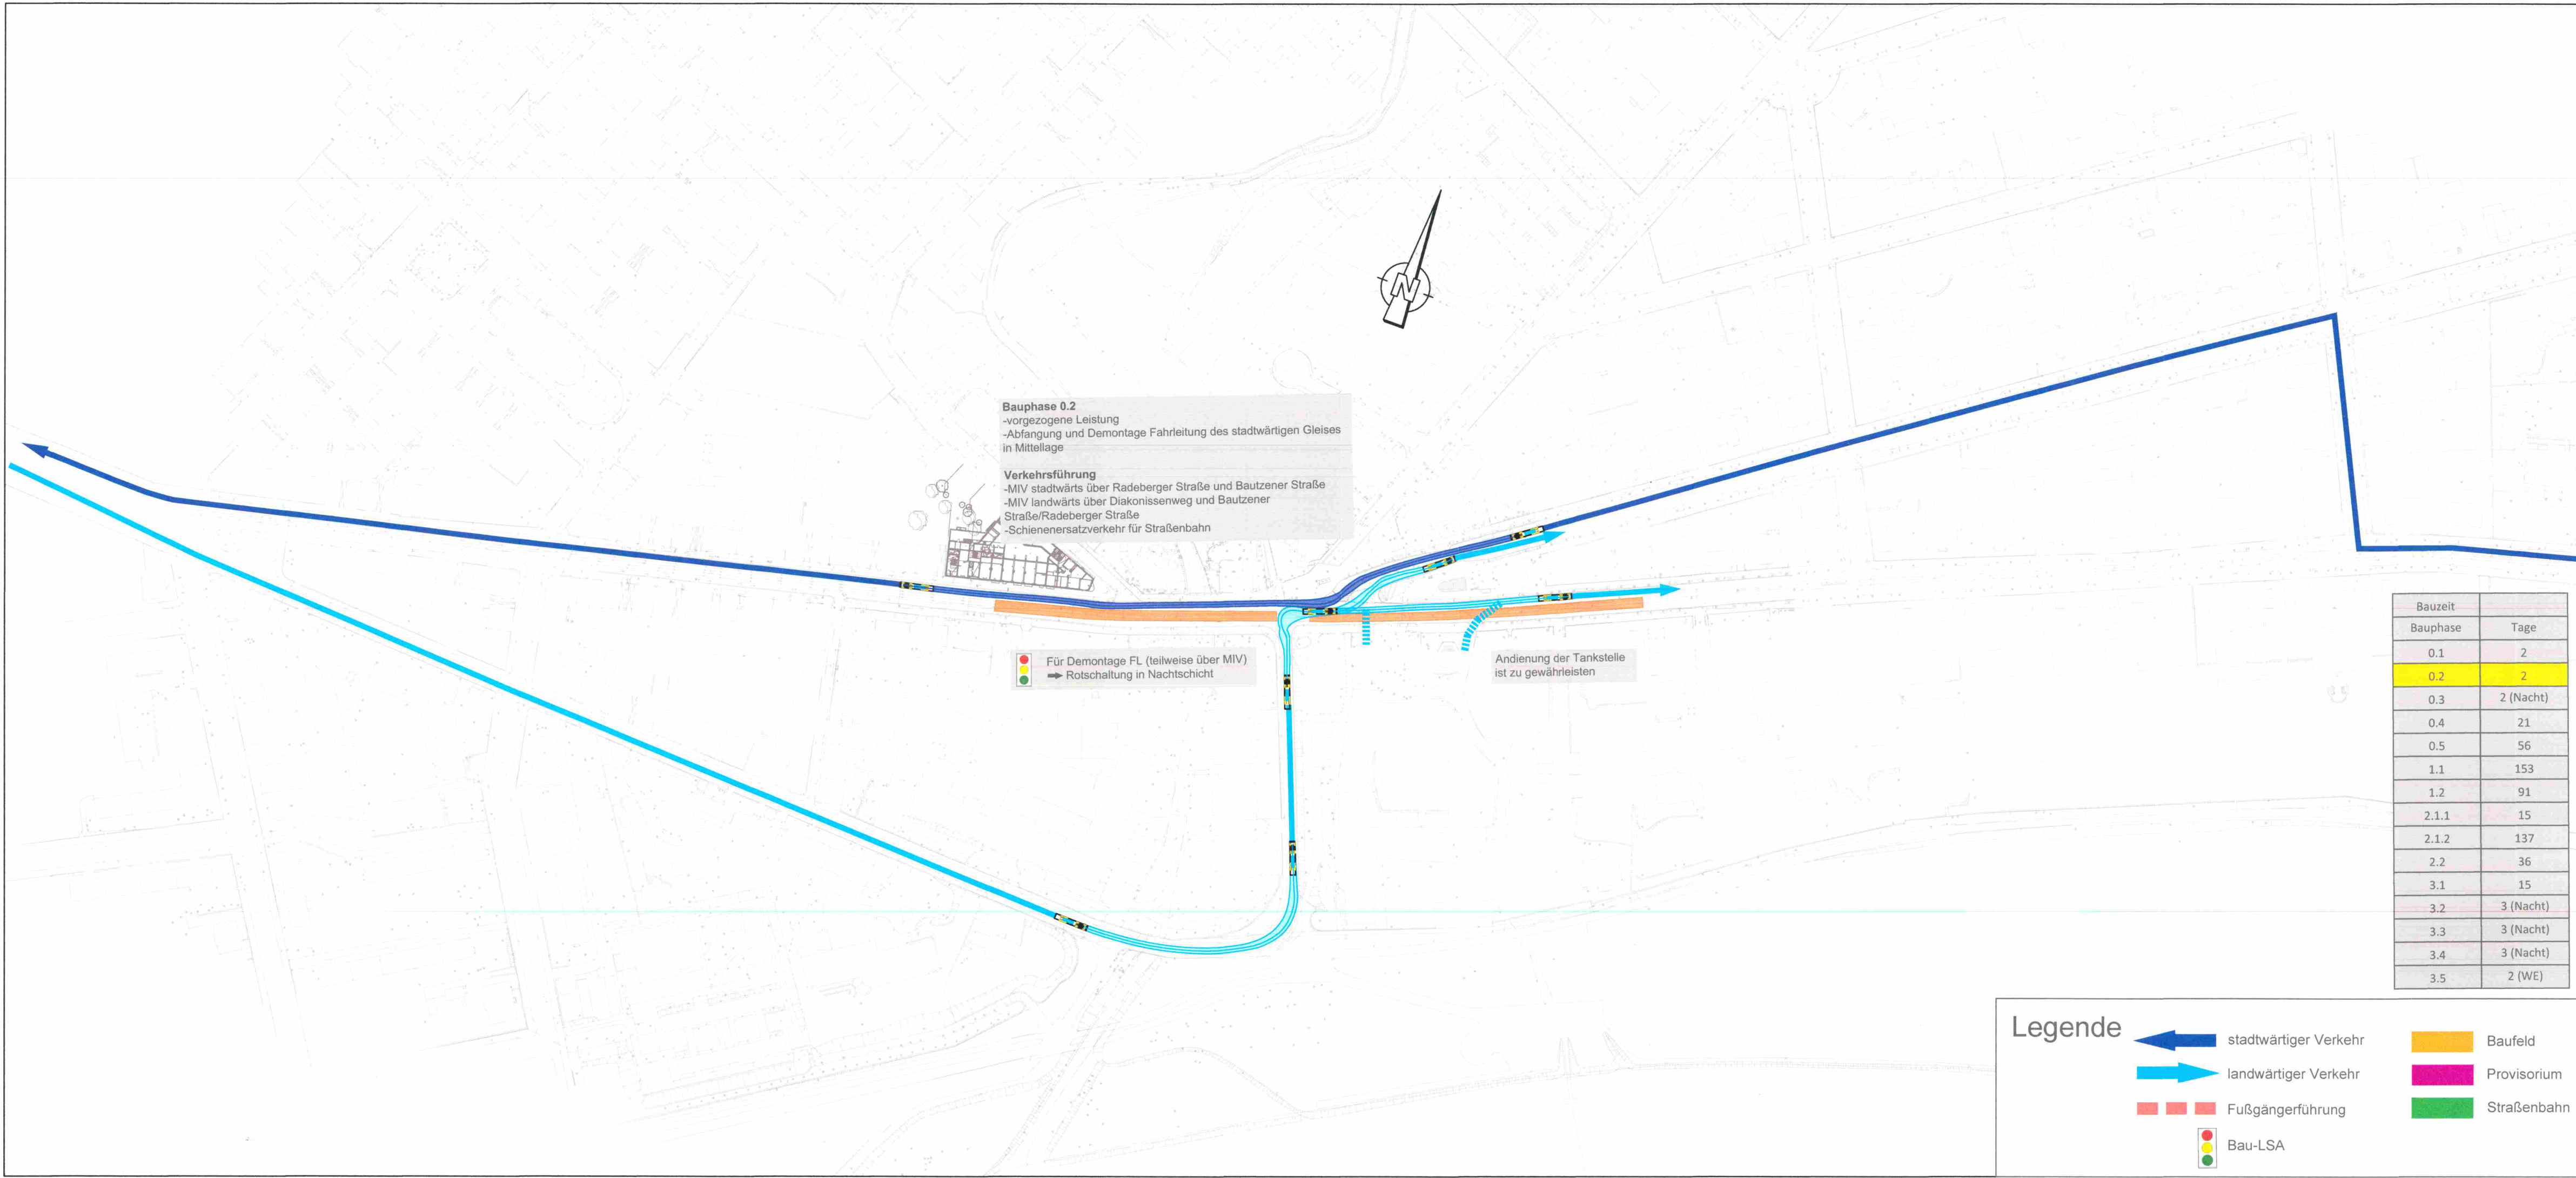 N
Bauphase 0.2
-vorgezogene Leistung
-Abfangung und Demontage Fahrleitung des stadtwärtigen Gleises
in Mittellage
Verkehrsführung
-MIV stadtwärts über Radeberger Straße und Bautzener Straße
-MIV landwärts über Diakonissenweg und Bautzener
Straße/Radeberger Straße
-Schienenersatzverkehr für Straßenbahn
Für Demontage FL (teilweise über MIV)
➡ Rotschaltung in Nachtschicht
Andienung der Tankstelle
ist zu gewährleisten
Bauzeit
Bauphase Tage
0.1 2
0.2 2
0.3 2 (Nacht)
0.4 21
0.5 56
1.1 153
1.2 91
2.1.1 15
2.1.2 137
2.2 36
3.1 15
3.2 3 (Nacht)
3.3 3 (Nacht)
3.4 3 (Nacht)
3.5 2 (WE)
Legende
stadtwärtiger Verkehr
landwärtiger Verkehr
Fußgängerführung
Bau-LSA
Baufeld
Provisorium
Straßenbahn